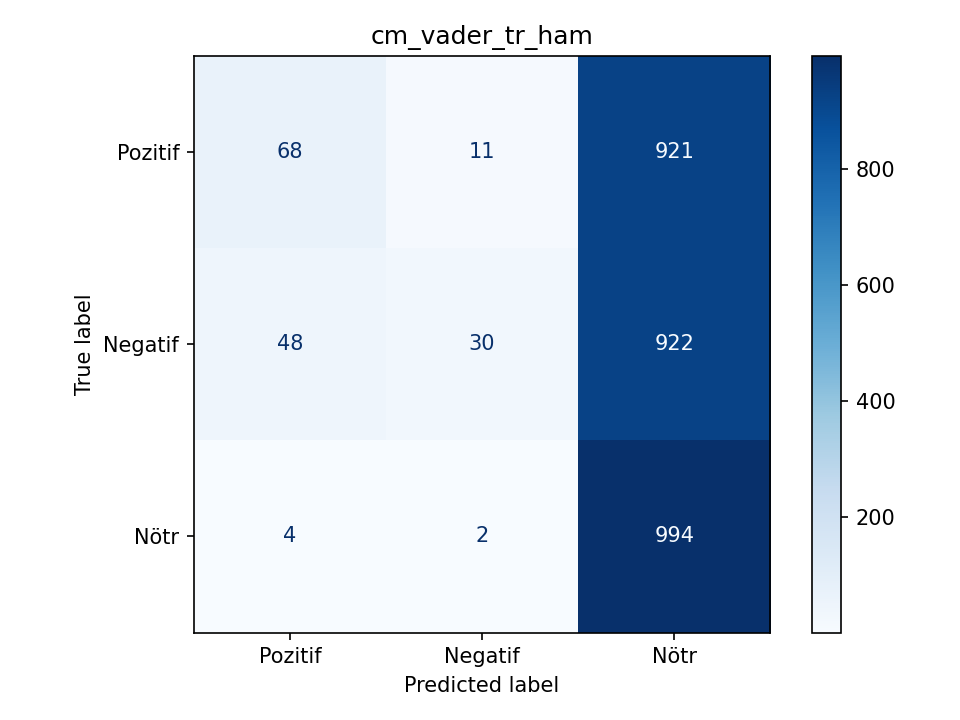 cm_vader_tr_ham
True label
Pozitif 68 11 921
Negatif 48 30 922
Nötr 4 2 994
Pozitif Negatif Nötr
Predicted label
800
600
400
200